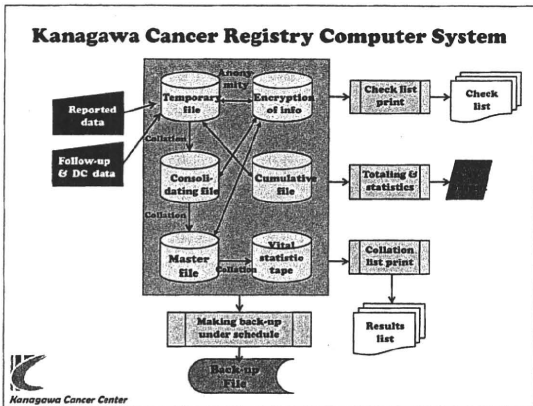 Kanagawa Cancer Registry Computer System
Anony
mity
Reported
data
Temporary
file
Encryption
of info
Check list
print
Check
list
Collation
Follow-up
& DC data
Consoli-
dating file
Cumulative
file
Totaling &
statistics
Collation
Master
file
Collation
Vital
statistic
tape
Collation
list print
Making back-up
under schedule
Results
list
Back-up
File
Kanagawa Cancer Center